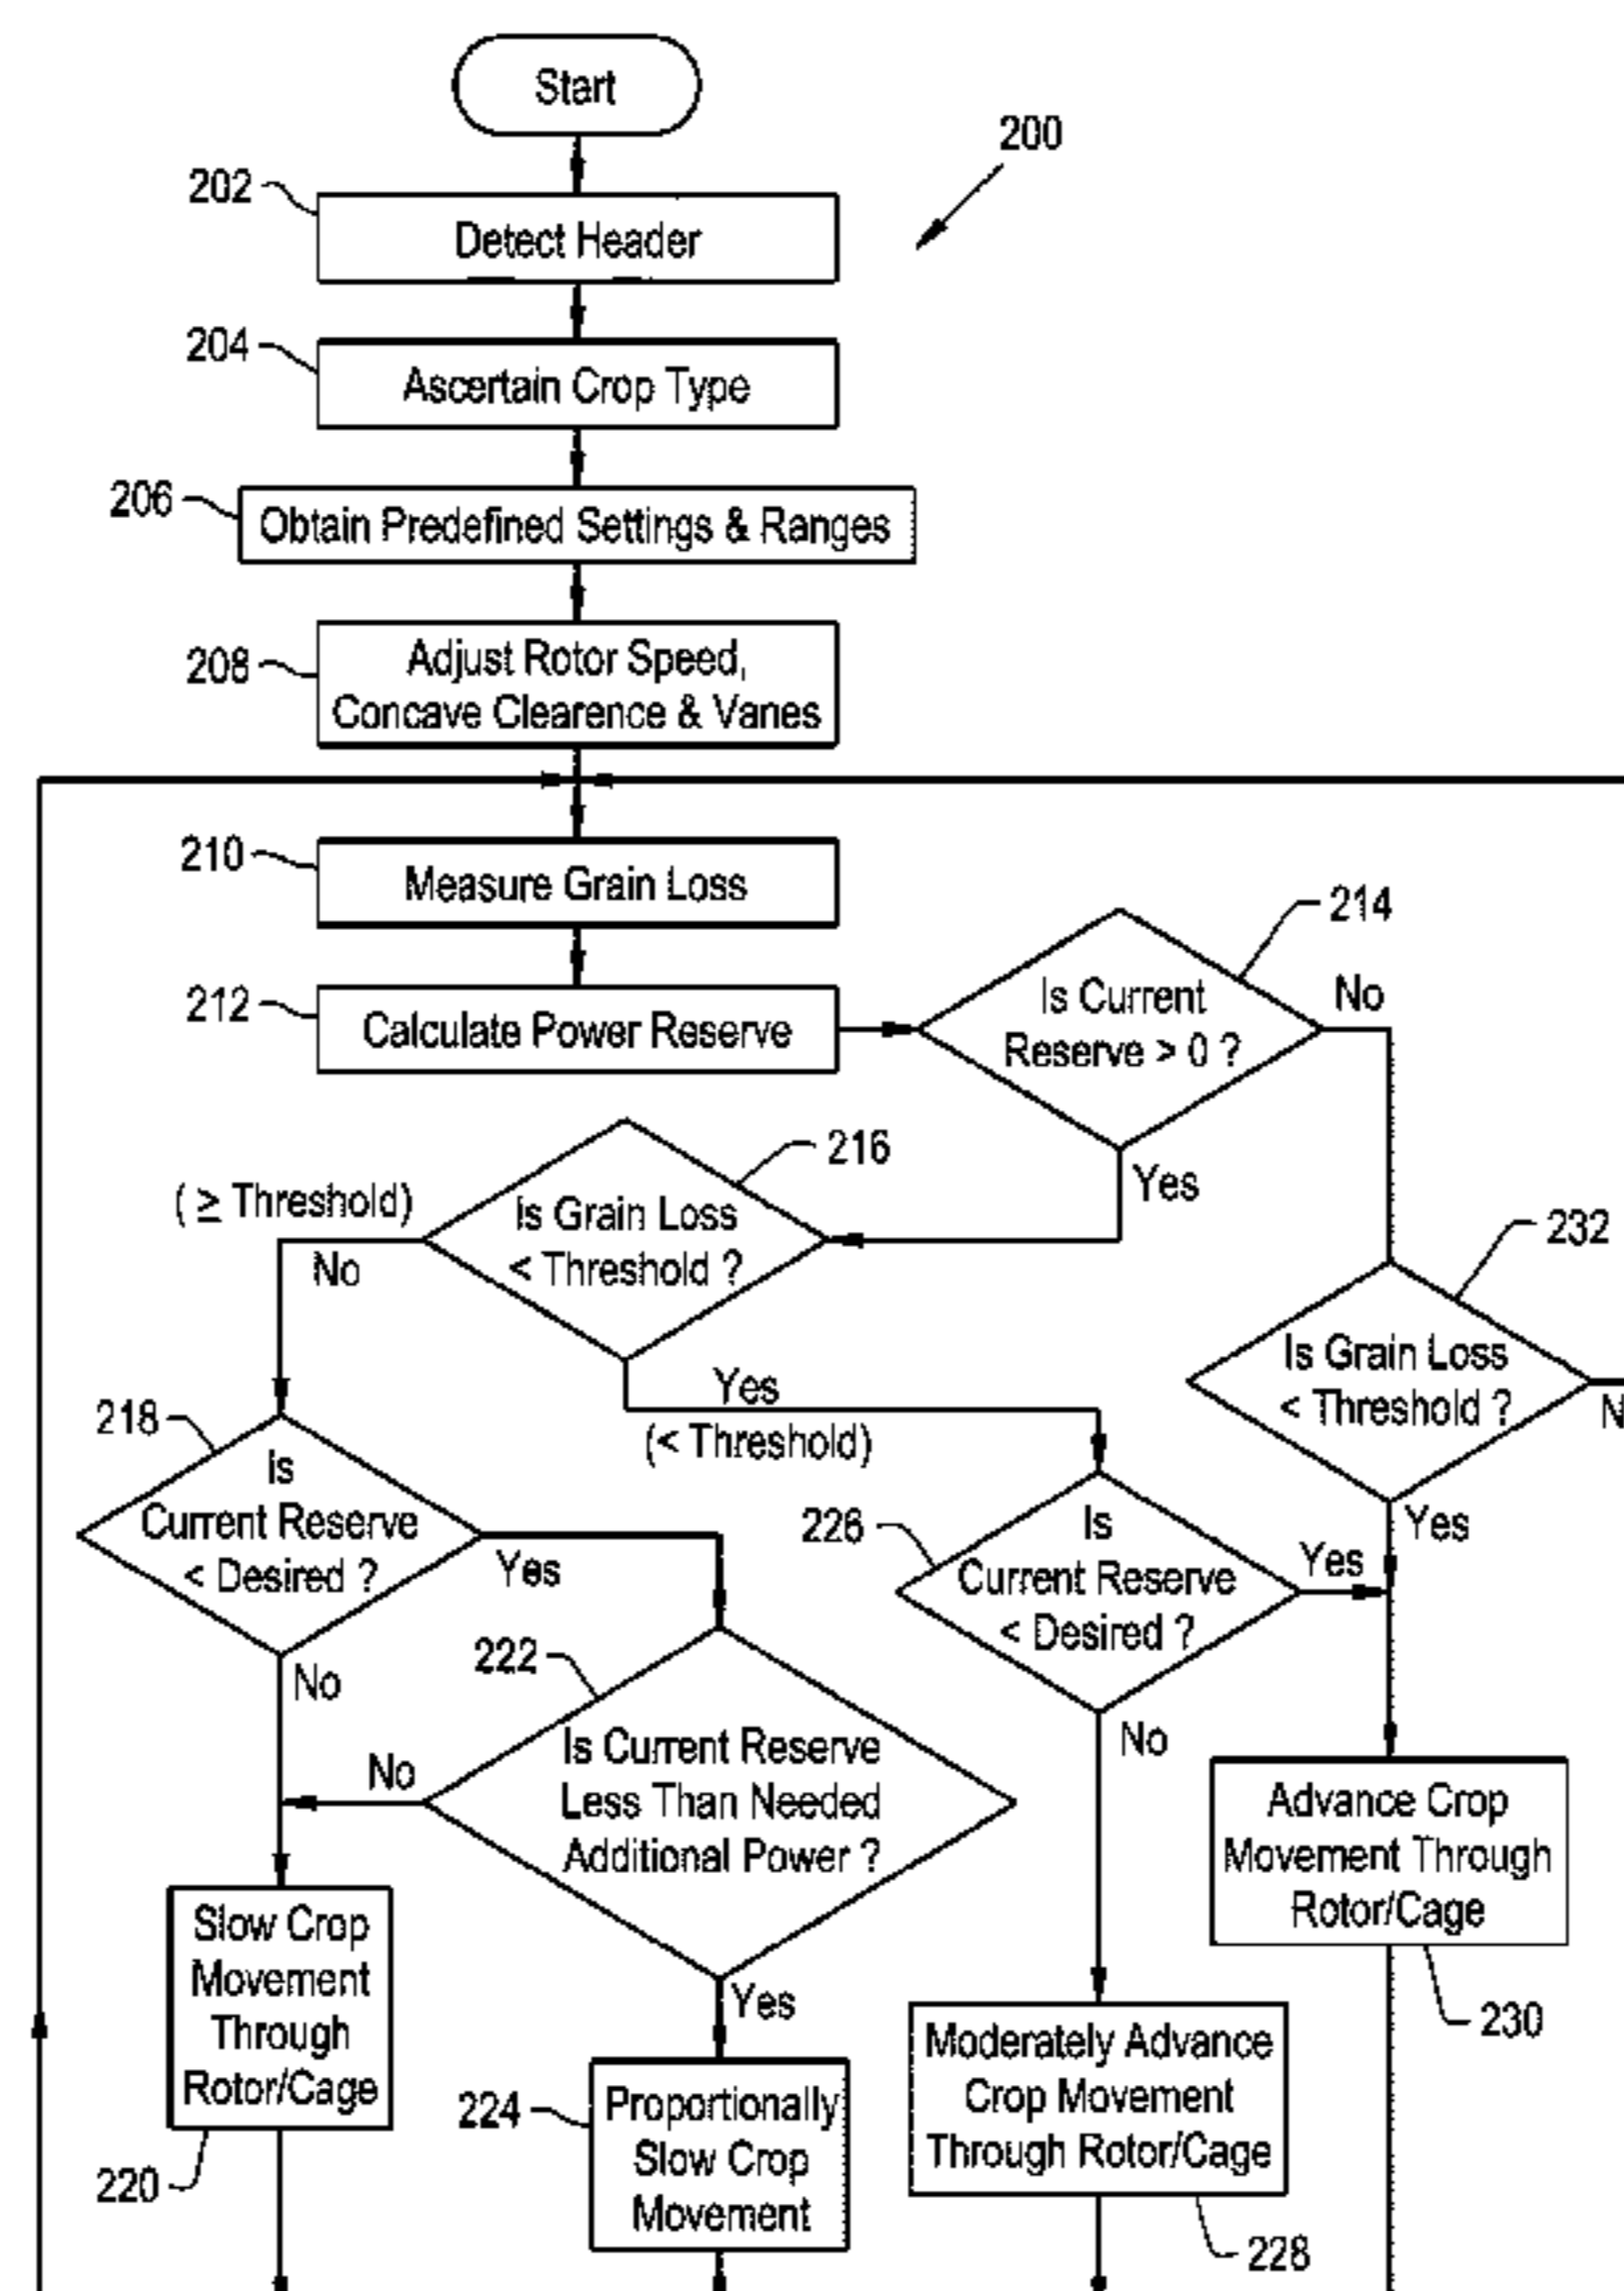 Start
200
202
Detect Header
204
Ascertain Crop Type
206
Obtain Predefined Settings & Ranges
208
Adjust Rotor Speed,
Concave Clearence & Vanes
210
Measure Grain Loss
212
Calculate Power Reserve
214
Is Current
Reserve > 0 ?
No
Yes
216
Is Grain Loss
< Threshold ?
( ≥ Threshold)
No
Yes
(< Threshold)
232
Is Grain Loss
< Threshold ?
N
Yes
218
Is
Current Reserve
< Desired ?
Yes
No
226
Is
Current Reserve
< Desired ?
Yes
No
222
Is Current Reserve
Less Than Needed
Additional Power ?
No
Yes
Advance Crop
Movement Through
Rotor/Cage
230
Slow Crop
Movement
Through
Rotor/Cage
220
224
Proportionally
Slow Crop
Movement
Moderately Advance
Crop Movement
Through Rotor/Cage
228